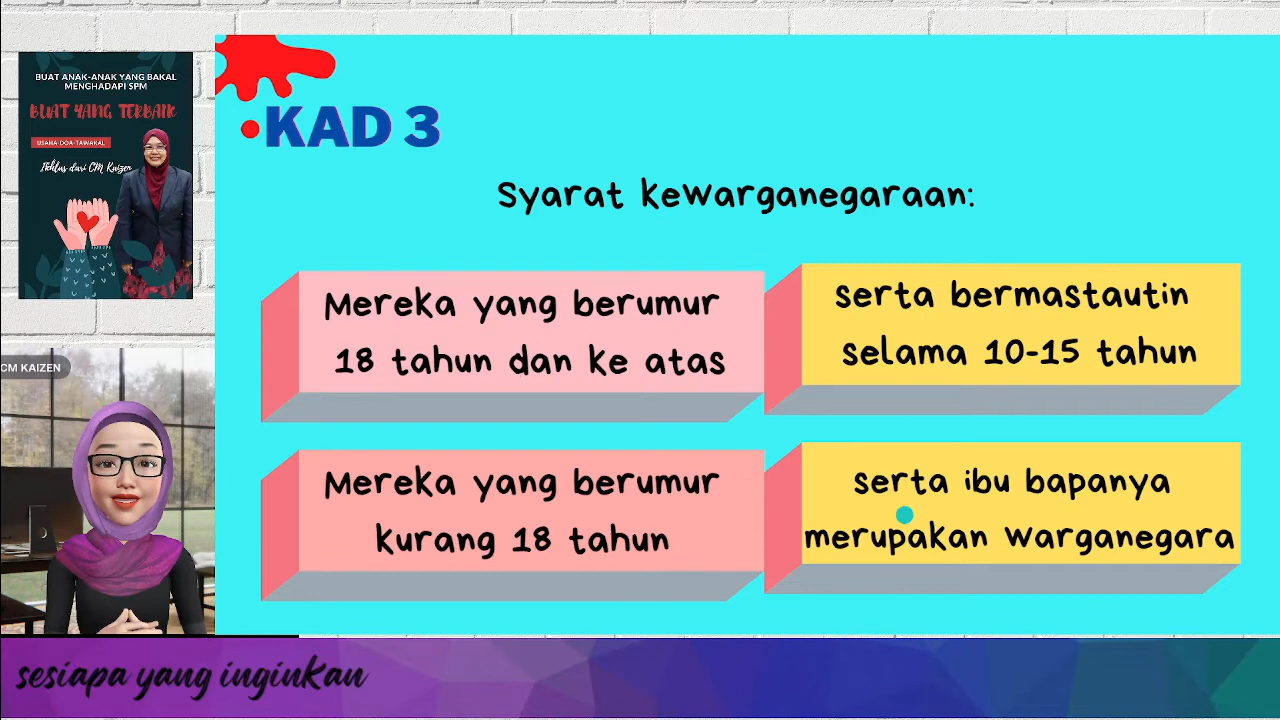 BUAT ANAK-ANAK YANG BAKAL
MENGHADAPI SPM
BUAT YANG TERBAIK
USAHA-DOA-TAWAKAL
Ikhlas dari CM Kaizen
CM KAIZEN
KAD 3
Syarat kewarganegaraan:
Mereka yang berumur
18 tahun dan ke atas
serta bermastautin
selama 10-15 tahun
Mereka yang berumur
kurang 18 tahun
serta ibu bapanya
merupakan warganegara
sesiapa yang inginkan